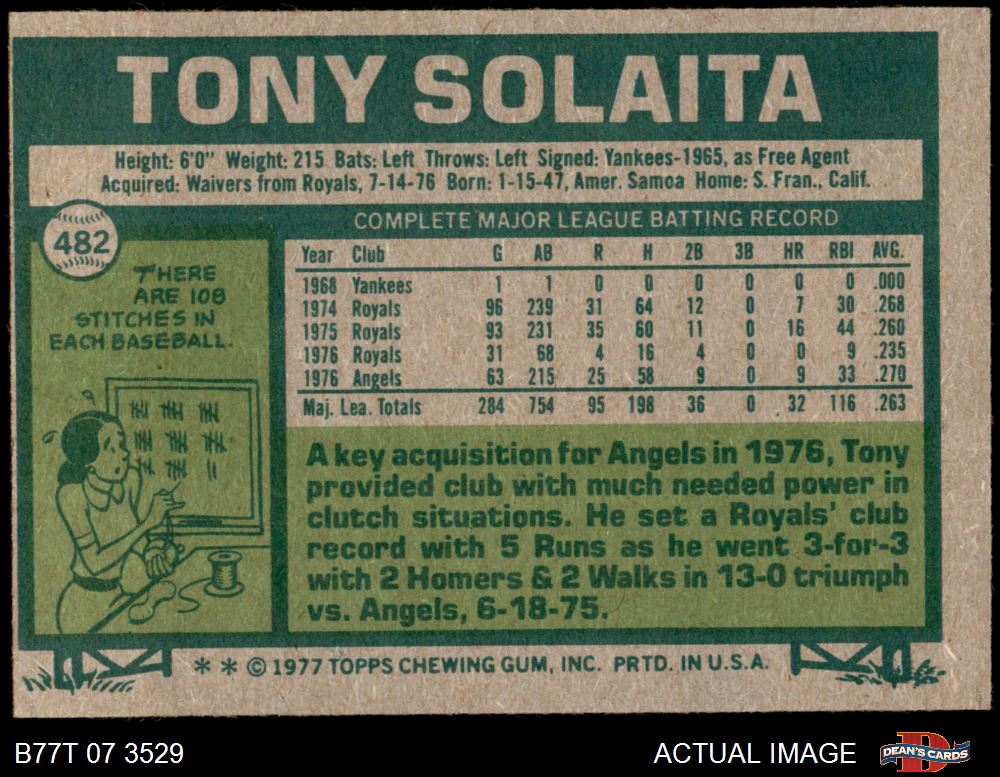 TONY SOLAITA
Height: 6'0" Weight: 215 Bats: Left Throws: Left Signed: Yankees-1965, as Free Agent
Acquired: Waivers from Royals, 7-14-76 Born: 1-15-47, Amer. Samoa Home: S. Fran., Calif.
482
THERE
ARE 108
STITCHES IN
EACH BASEBALL.
COMPLETE MAJOR LEAGUE BATTING RECORD
Year Club G AB R H 2B 3B HR RBI AVG.
1968 Yankees 1 1 0 0 0 0 0 0 .000
1974 Royals 96 239 31 64 12 0 7 30 .268
1975 Royals 93 231 35 60 11 0 16 44 .260
1976 Royals 31 68 4 16 4 0 0 9 .235
1976 Angels 63 215 25 58 9 0 9 33 .270
Maj. Lea. Totals 284 754 95 198 36 0 32 116 .263
A key acquisition for Angels in 1976, Tony
provided club with much needed power in
clutch situations. He set a Royals' club
record with 5 Runs as he went 3-for-3
with 2 Homers & 2 Walks in 13-0 triumph
vs. Angels, 6-18-75.
* * © 1977 TOPPS CHEWING GUM, INC. PRTD. IN U.S.A.
B77T 07 3529
ACTUAL IMAGE
DEAN'S CARDS